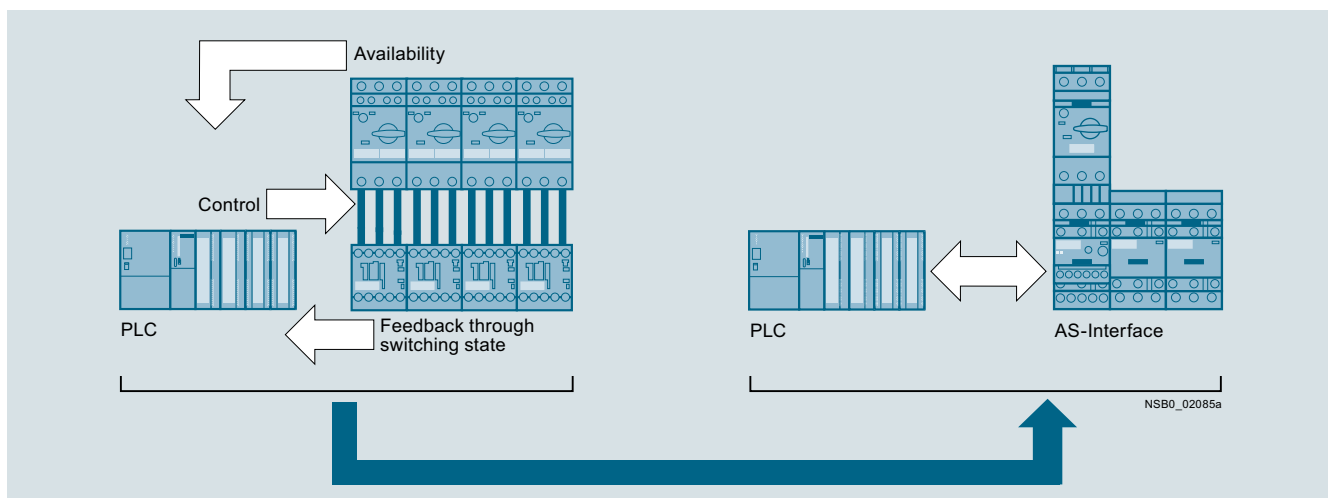 Availability
Control
PLC
Feedback through
switching state
PLC
AS-Interface
NSB0_02085a